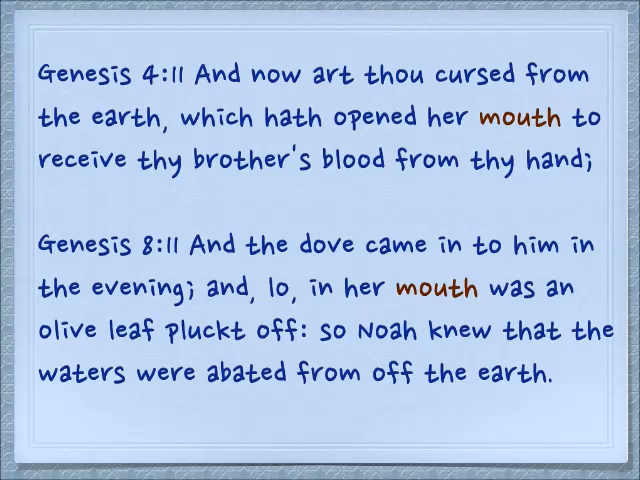 Genesis 4:11 And now art thou cursed from
the earth, which hath opened her mouth to
receive thy brother's blood from thy hand;
Genesis 8:11 And the dove came in to him in
the evening; and, lo, in her mouth was an
olive leaf pluckt off: so Noah knew that the
waters were abated from off the earth.